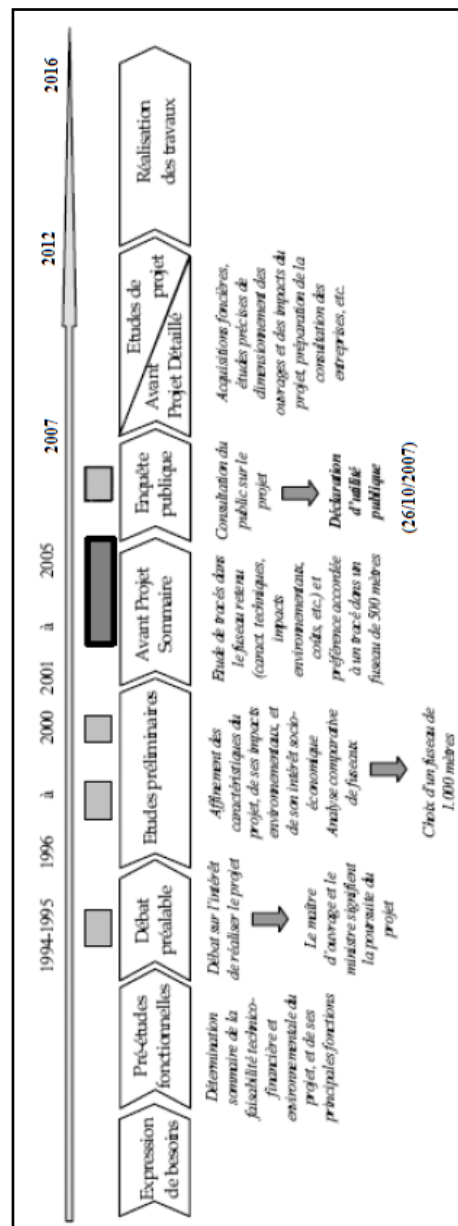 1994-1995
1996
à
2000
2001
à
2005
2007
2012
2016
Expression
de besoins
Pré-études
fonctionnelles
Débat
préalable
Etudes préliminaires
Avant Projet
Sommaire
Enquête
publique
Etudes de
projet
Avant
Projet Détaillé
Réalisation
des travaux
Détermination
sommaire de la
faisabilité technico-
financière et
environnementale du
projet, et de ses
principales fonctions
Débat sur l'intérêt
de réaliser le projet
Le maître
d'ouvrage et le
ministre signifient
la poursuite du
projet
Affinement des
caractéristiques du
projet, de ses impacts
environnementaux, et
de son intérêt socio-
économique
Analyse comparative
de fuseaux
Choix d'un fuseau de
1.000 mètres
Etude de tracés dans
le fuseau retenu
(caract. techniques,
impacts
environnementaux,
coûts, etc.) et
préférence accordée
à un tracé dans un
fuseau de 500 mètres
Consultation du
public sur le
projet
Déclaration
d'utilité
publique
(26/10/2007)
Acquisitions foncières,
études précises de
dimensionnement des
ouvrages et des impacts du
projet, préparation de la
consultation des
entreprises, etc.